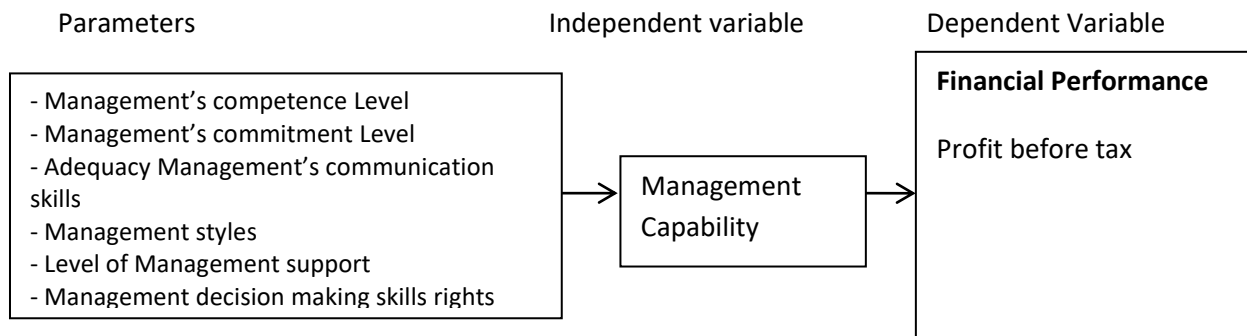 Parameters
Independent variable
Dependent Variable
- Management’s competence Level
- Management’s commitment Level
- Adequacy Management’s communication
skills
- Management styles
- Level of Management support
- Management decision making skills rights
Management
Capability
Financial Performance
Profit before tax